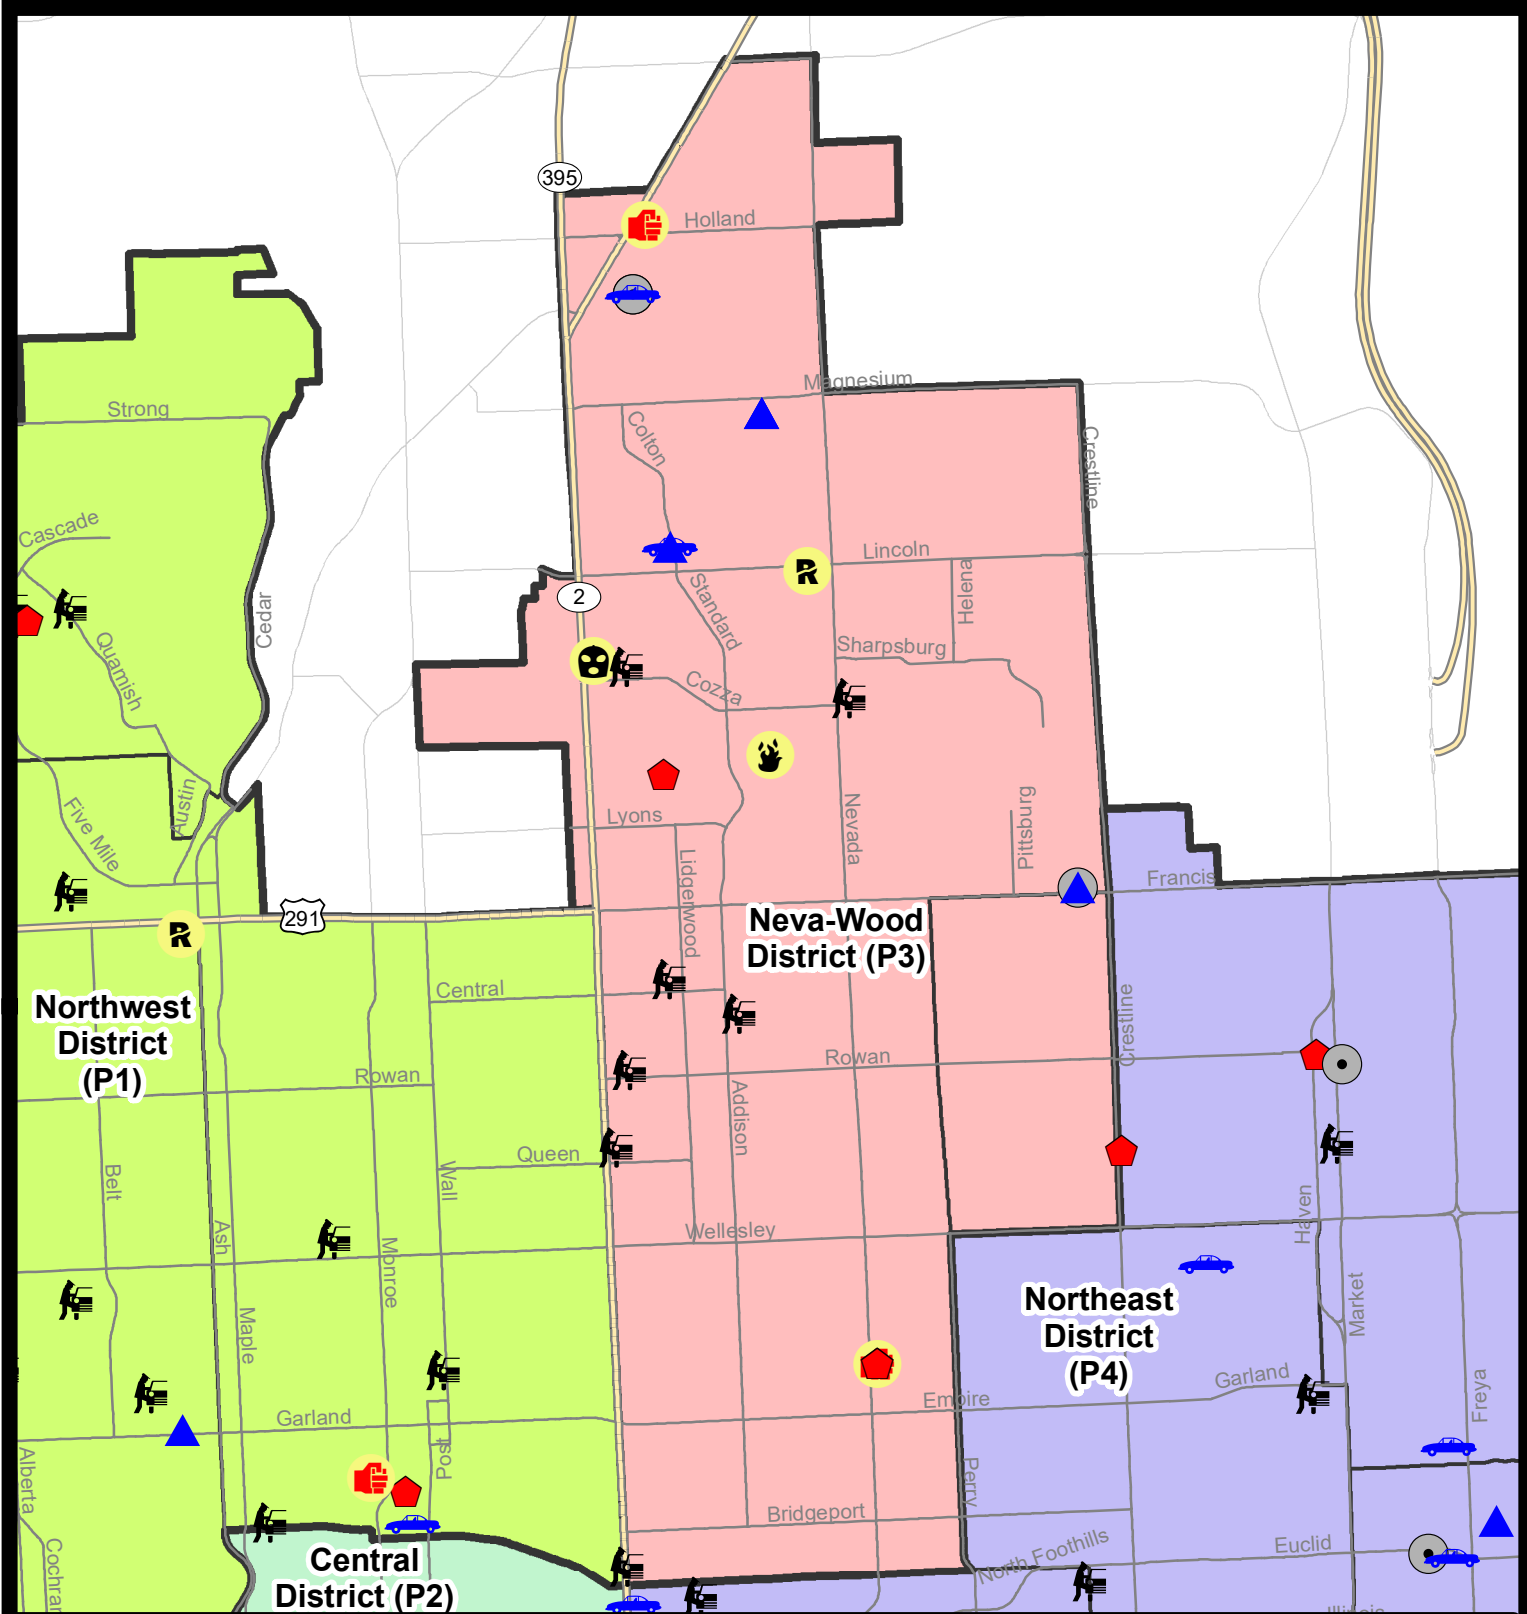 395
Holland
Magnesium
Strong
Colton
Crestline
Cascade
Lincoln
R
Standard
Helena
2
Cedar
Quamish
Sharpsburg
Cozza
Five Mile
Austin
Lyons
Nevada
Pittsburg
Lidgerwood
Francis
291
R
Neva-Wood
District (P3)
Central
Northwest
District
(P1)
Crestline
Rowan
Rowan
Addison
Queen
Belt
Wall
Ash
Monroe
Wellesley
Haven
Market
Maple
Northeast
District
(P4)
Garland
Empire
Freya
Garland
Post
Alberta
Perry
Bridgeport
North Foothills
Euclid
Cochran
Central
District (P2)